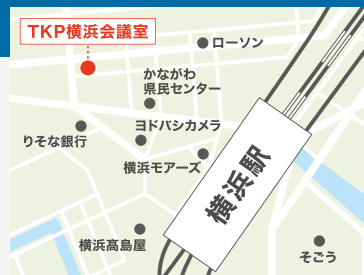 TKP横浜会議室
ローソン
かながわ
県民センター
ヨドバシカメラ
りそな銀行
横浜モアーズ
横浜駅
横浜髙島屋
そごう